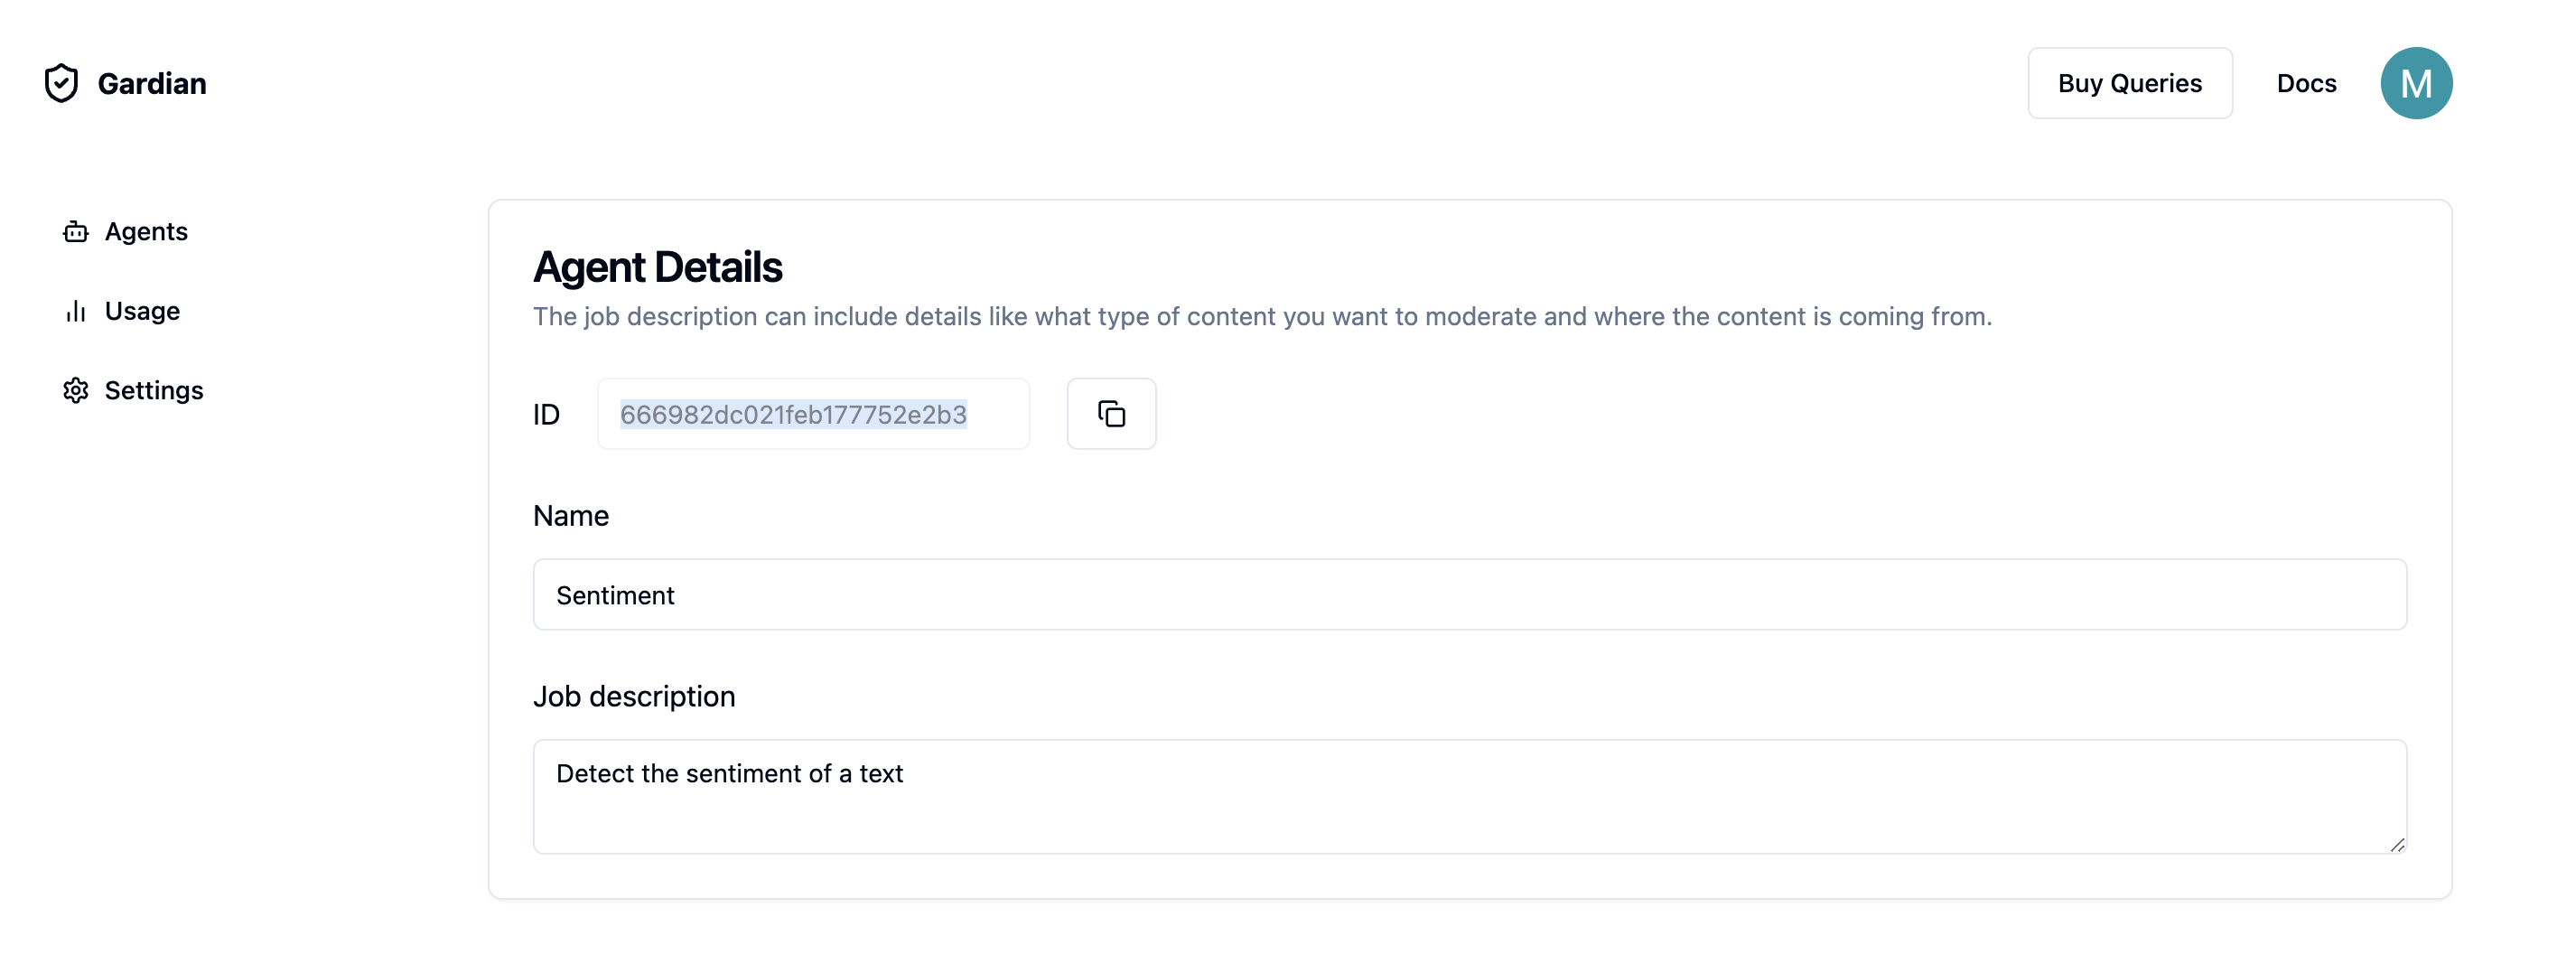 Gardian
Buy Queries
Docs
M
Agents
Usage
Settings
Agent Details
The job description can include details like what type of content you want to moderate and where the content is coming from.
ID
666982dc021feb177752e2b3
Name
Sentiment
Job description
Detect the sentiment of a text